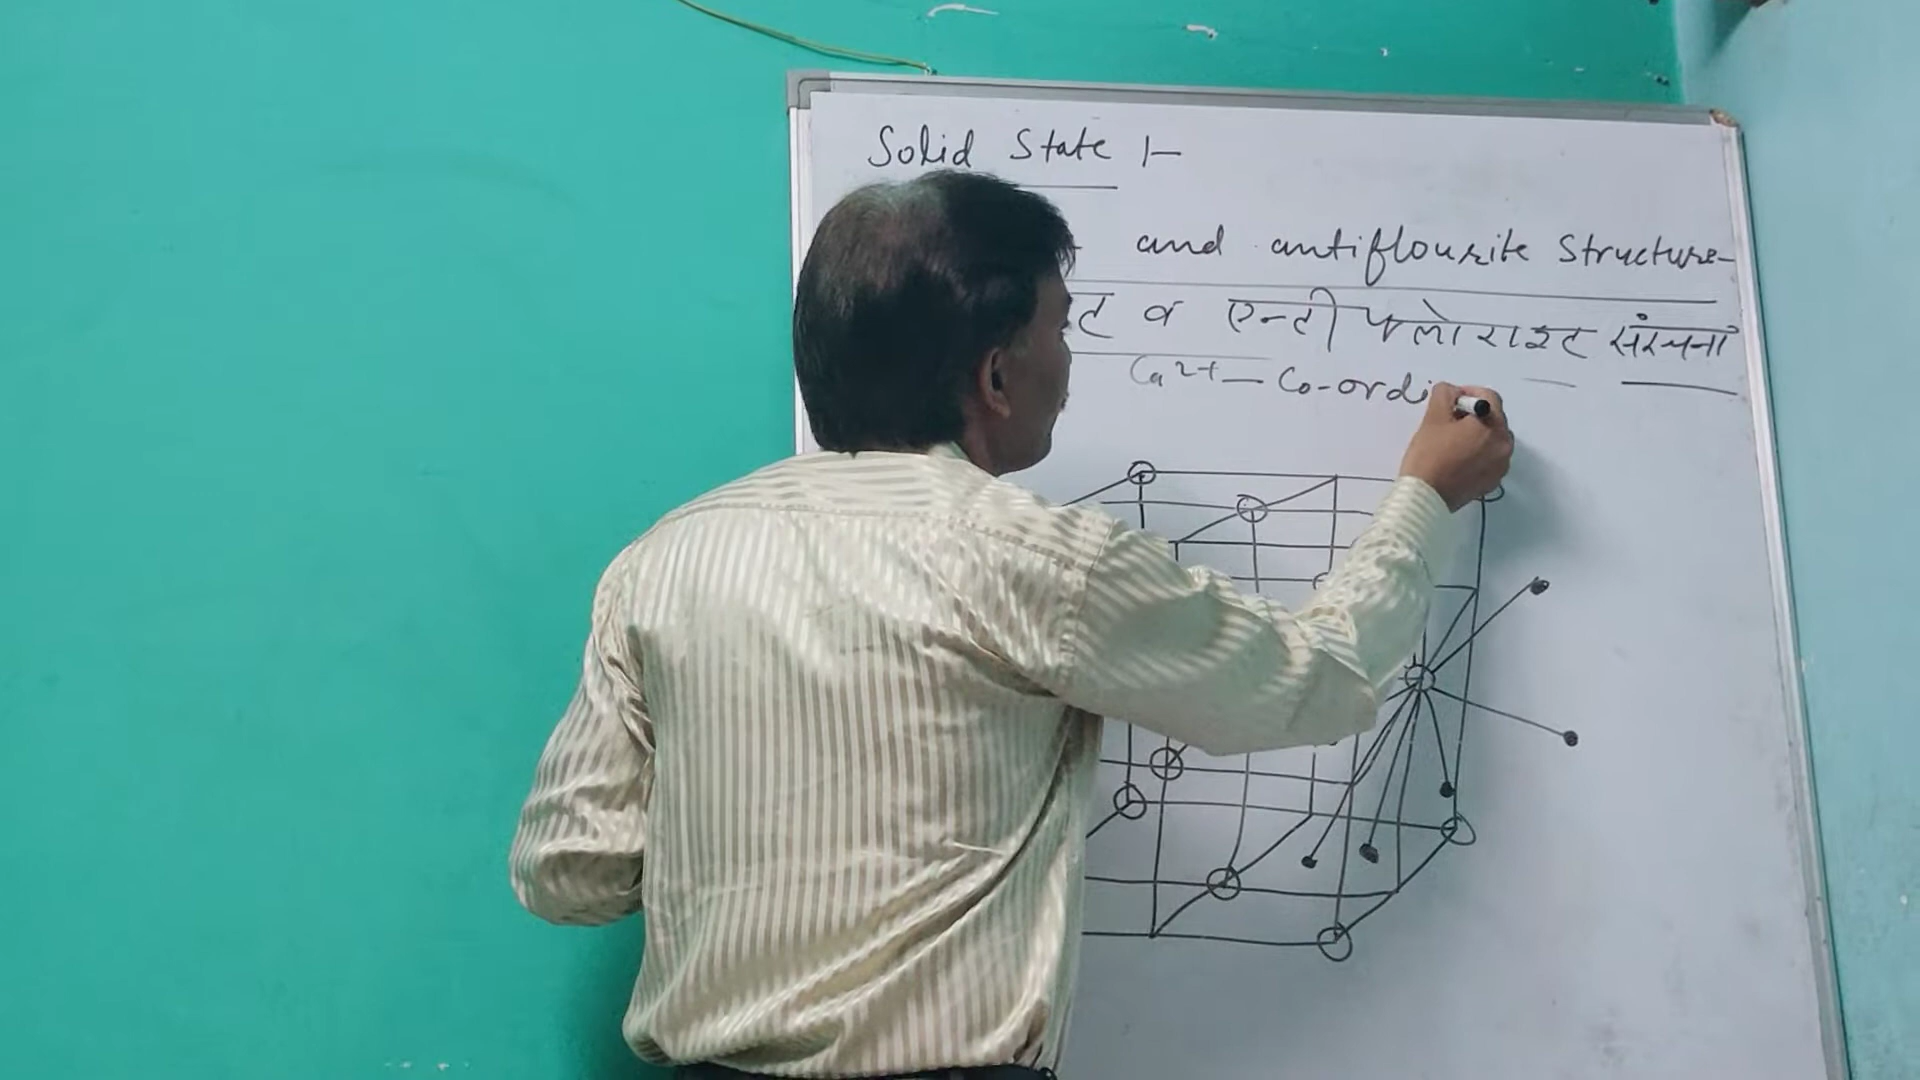 Solid State :-
and antiflourite Structure-
ट व एन्टी फ्लोराइट संरचना
Ca²⁺ — Co-ordi